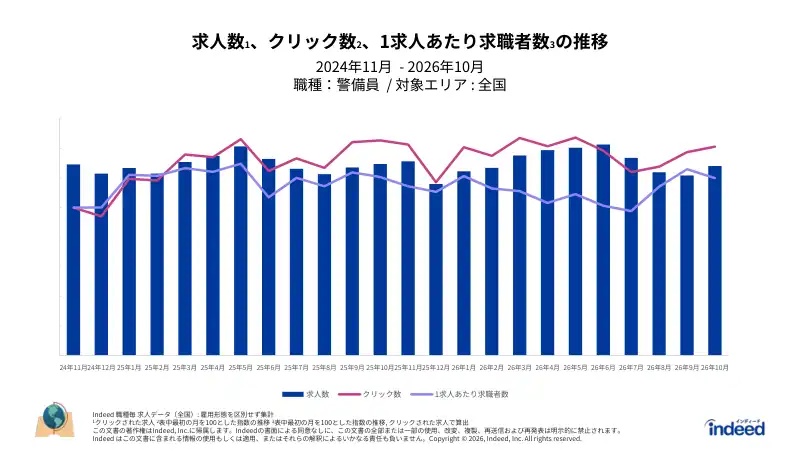 求人数1、クリック数2、1求人あたり求職者数3の推移
2024年11月 - 2026年10月
職種：警備員 / 対象エリア : 全国
24年11月 24年12月 25年1月 25年2月 25年3月 25年4月 25年5月 25年6月 25年7月 25年8月 25年9月 25年10月 25年11月 25年12月 26年1月 26年2月 26年3月 26年4月 26年5月 26年6月 26年7月 26年8月 26年9月 26年10月
求人数 クリック数 1求人あたり求職者数
Indeed 職種毎 求人データ（全国）: 雇用形態を区別せず集計
¹クリックされた求人 ²表中最初の月を100とした指数の推移 ³表中最初の月を100とした指数の推移, クリックされた求人で算出
この文書の著作権はIndeed, Inc.に帰属します。Indeedの書面による同意なしに、この文書の全部または一部の使用、改変、複製、再送信および再発表は明示的に禁止されます。
Indeed はこの文書に含まれる情報の使用もしくは適用、またはそれらの解釈によるいかなる責任も負いません。Copyright © 2026, Indeed, Inc. All rights reserved.
インディード
indeed